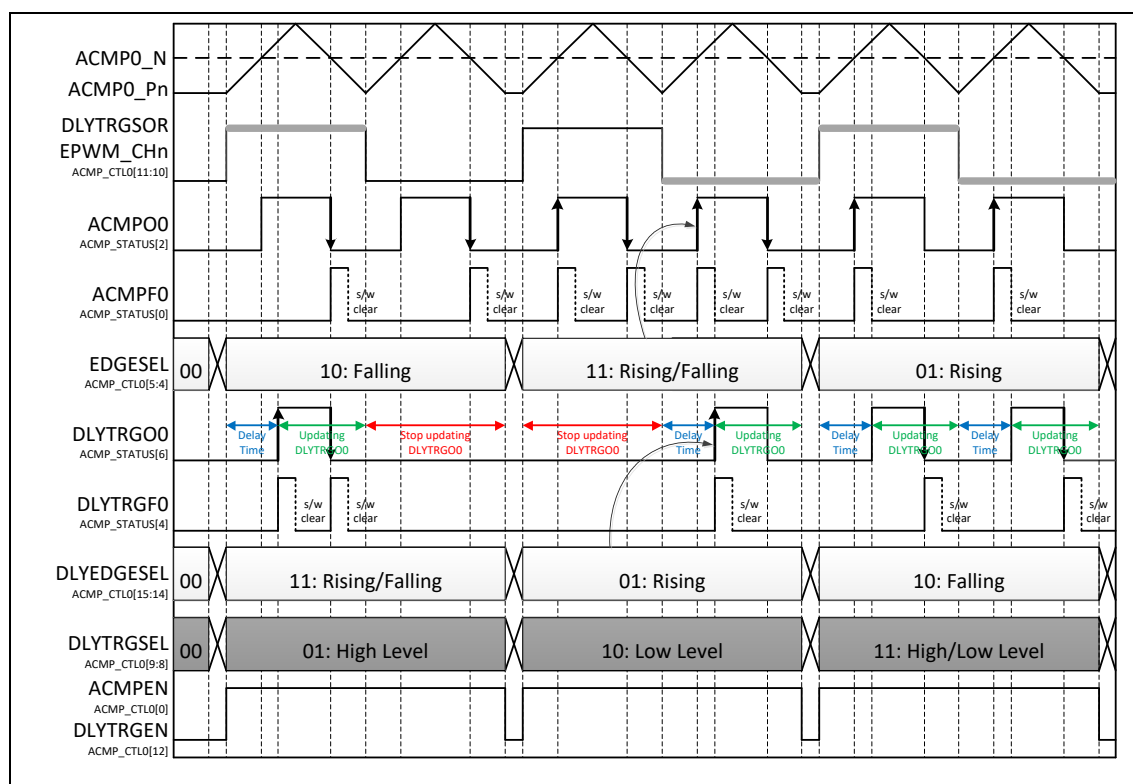 ACMP0_N
ACMP0_Pn
DLYTRGSOR
EPWM_CHn
ACMP_CTL0[11:10]
ACMPO0
ACMP_STATUS[2]
ACMPF0
ACMP_STATUS[0]
s/w clear
s/w clear
s/w clear
s/w clear
s/w clear
s/w clear
s/w clear
s/w clear
EDGESEL
ACMP_CTL0[5:4]
00
10: Falling
11: Rising/Falling
01: Rising
DLYTRGO0
ACMP_STATUS[6]
Delay Time
Updating DLYTRGO0
Stop updating DLYTRGO0
Stop updating DLYTRGO0
Delay Time
Updating DLYTRGO0
Delay Time
Updating DLYTRGO0
Delay Time
Updating DLYTRGO0
DLYTRGF0
ACMP_STATUS[4]
s/w clear
s/w clear
s/w clear
s/w clear
s/w clear
DLYEDGESEL
ACMP_CTL0[15:14]
00
11: Rising/Falling
01: Rising
10: Falling
DLYTRGSEL
ACMP_CTL0[9:8]
00
01: High Level
10: Low Level
11: High/Low Level
ACMPEN
ACMP_CTL0[0]
DLYTRGEN
ACMP_CTL0[12]